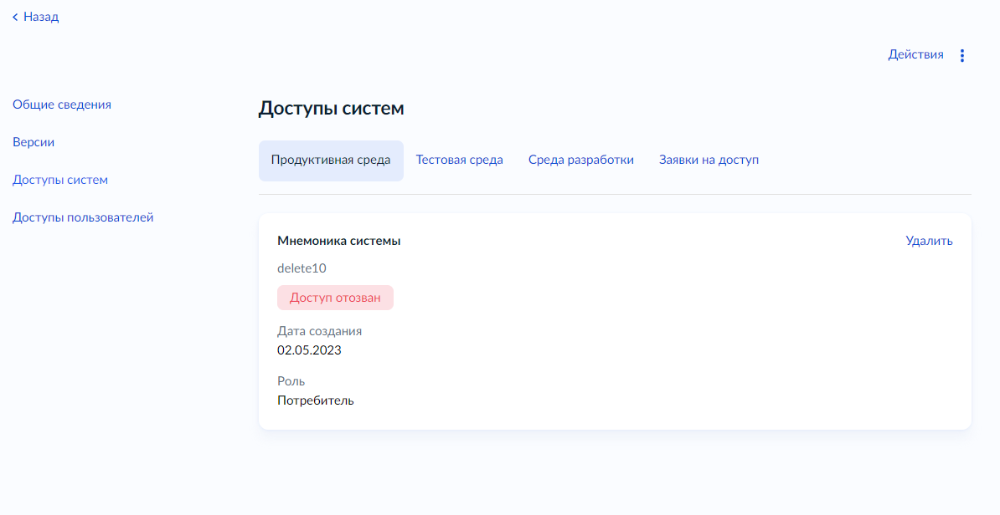 Назад
Действия
Общие сведения
Версии
Доступы систем
Доступы пользователей
Доступы систем
Продуктивная среда Тестовая среда Среда разработки Заявки на доступ
Мнемоника системы Удалить
delete10
Доступ отозван
Дата создания
02.05.2023
Роль
Потребитель